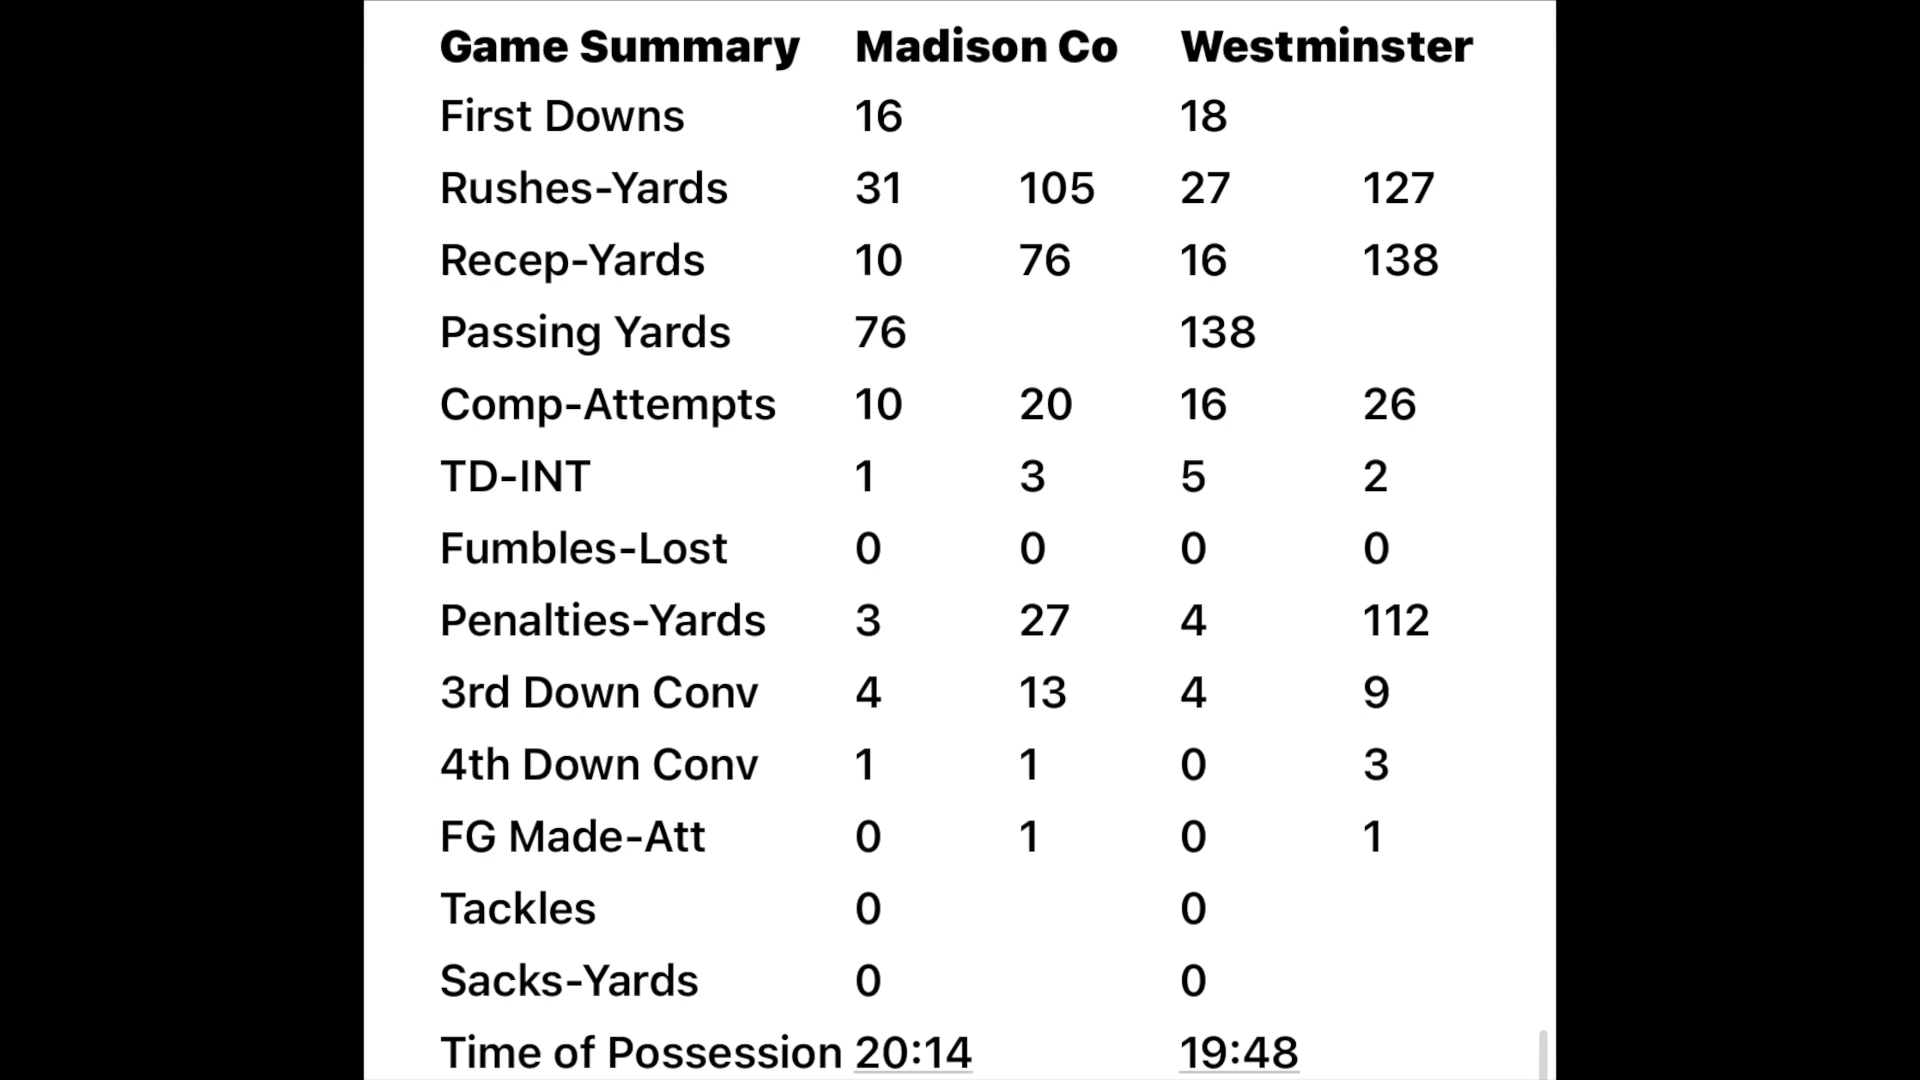 Game Summary Madison Co Westminster
First Downs 16 18
Rushes-Yards 31 105 27 127
Recep-Yards 10 76 16 138
Passing Yards 76 138
Comp-Attempts 10 20 16 26
TD-INT 1 3 5 2
Fumbles-Lost 0 0 0 0
Penalties-Yards 3 27 4 112
3rd Down Conv 4 13 4 9
4th Down Conv 1 1 0 3
FG Made-Att 0 1 0 1
Tackles 0 0
Sacks-Yards 0 0
Time of Possession 20:14 19:48